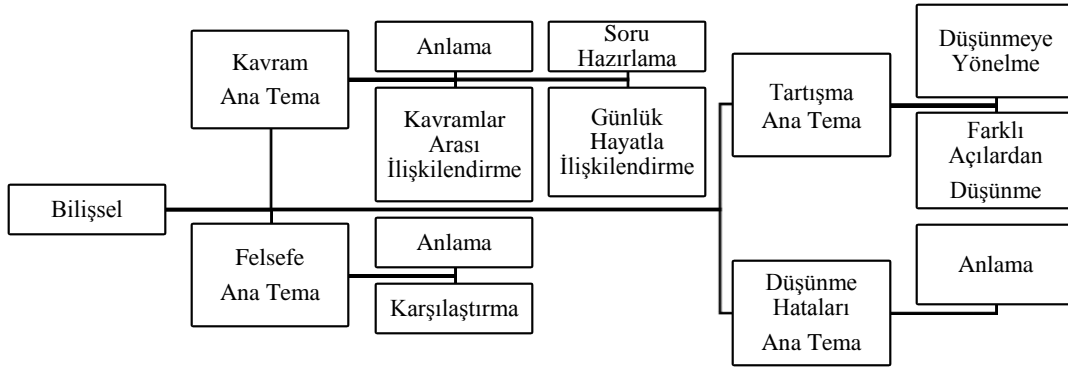 Bilişsel
Kavram
Ana Tema
Anlama
Kavramlar
Arası
İlişkilendirme
Soru
Hazırlama
Günlük
Hayatla
İlişkilendirme
Felsefe
Ana Tema
Anlama
Karşılaştırma
Tartışma
Ana Tema
Düşünmeye
Yönelme
Farklı
Açılardan
Düşünme
Düşünme
Hataları
Ana Tema
Anlama